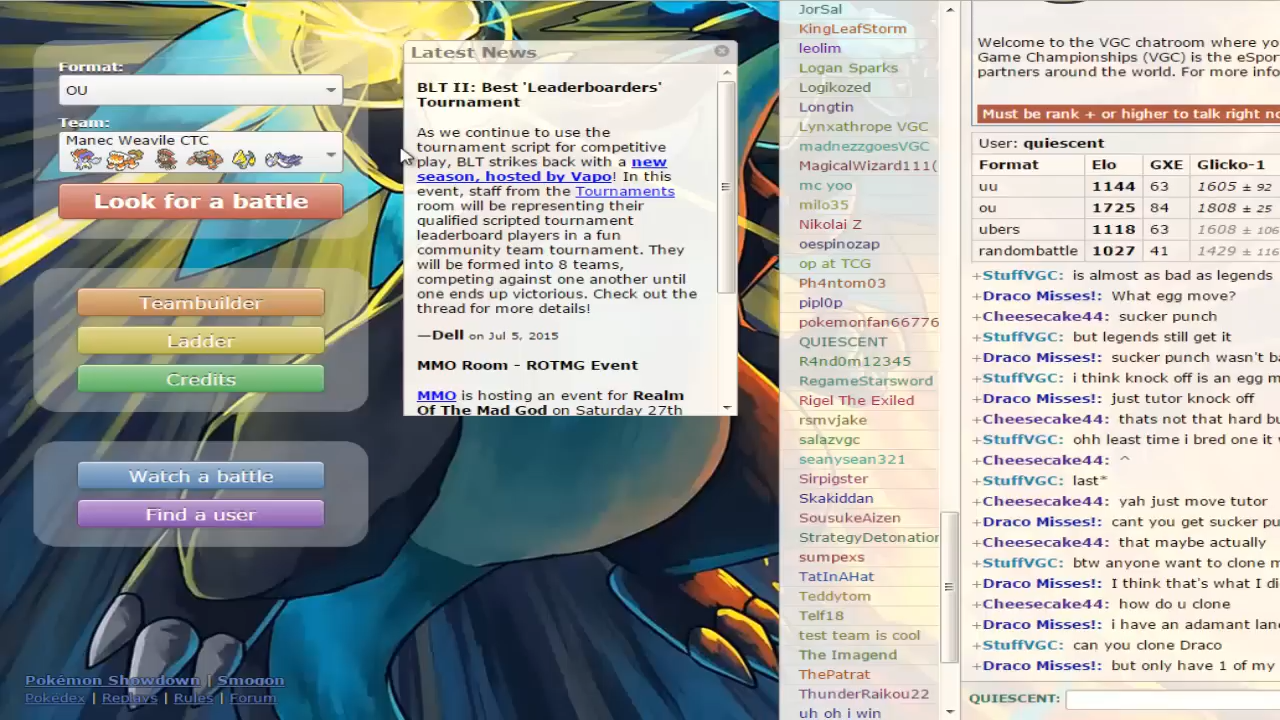 Format:
OU
Team:
Manec Weavile CTC
Look for a battle
Teambuilder
Ladder
Credits
Watch a battle
Find a user
Pokémon Showdown | Smogon
Pokédex | Replays | Rules | Forum
Latest News
BLT II: Best 'Leaderboarders'
Tournament
As we continue to use the
tournament script for competitive
play, BLT strikes back with a new
season, hosted by Vapo! In this
event, staff from the Tournaments
room will be representing their
qualified scripted tournament
leaderboard players in a fun
community team tournament. They
will be formed into 8 teams,
competing against one another until
one ends up victorious. Check out the
thread for more details!
—Dell on Jul 5, 2015
MMO Room - ROTMG Event
MMO is hosting an event for Realm
Of The Mad God on Saturday 27th
JorSal
KingLeafStorm
leolim
Logan Sparks
Logikozed
Longtin
Lynxathrope VGC
madnezzgoesVGC
MagicalWizard111(
mc yoo
milo35
Nikolai Z
oespinozap
op at TCG
Ph4ntom03
pipl0p
pokemonfan66776
QUIESCENT
R4nd0m12345
RegameStarsword
Rigel The Exiled
rsmvjake
salazvgc
seanysean321
Sirpigster
Skakiddan
SousukeAizen
StrategyDetonation
sumpexs
TatInAHat
Teddytom
Telf18
test team is cool
The Imagend
ThePatrat
ThunderRaikou22
uh oh i win
Welcome to the VGC chatroom where yo
Game Championships (VGC) is the eSpor
partners around the world. For more info
Must be rank + or higher to talk right no
User: quiescent
Format Elo GXE Glicko-1
uu 1144 63 1605 ± 92
ou 1725 84 1808 ± 25
ubers 1118 63 1608 ± 106
randombattle 1027 41 1429 ± 116
+StuffVGC: is almost as bad as legends
+Draco Misses!: What egg move?
+Cheesecake44: sucker punch
+StuffVGC: but legends still get it
+Draco Misses!: sucker punch wasn't b
+StuffVGC: i think knock off is an egg m
+Draco Misses!: just tutor knock off
+Cheesecake44: thats not that hard bu
+StuffVGC: ohh least time i bred one it
+Cheesecake44: ^
+StuffVGC: last*
+Cheesecake44: yah just move tutor
+Draco Misses!: cant you get sucker pu
+Cheesecake44: that maybe actually
+StuffVGC: btw anyone want to clone m
+Draco Misses!: I think that's what I di
+Cheesecake44: how do u clone
+Draco Misses!: i have an adamant lan
+StuffVGC: can you clone Draco
+Draco Misses!: but only have 1 of my
QUIESCENT: